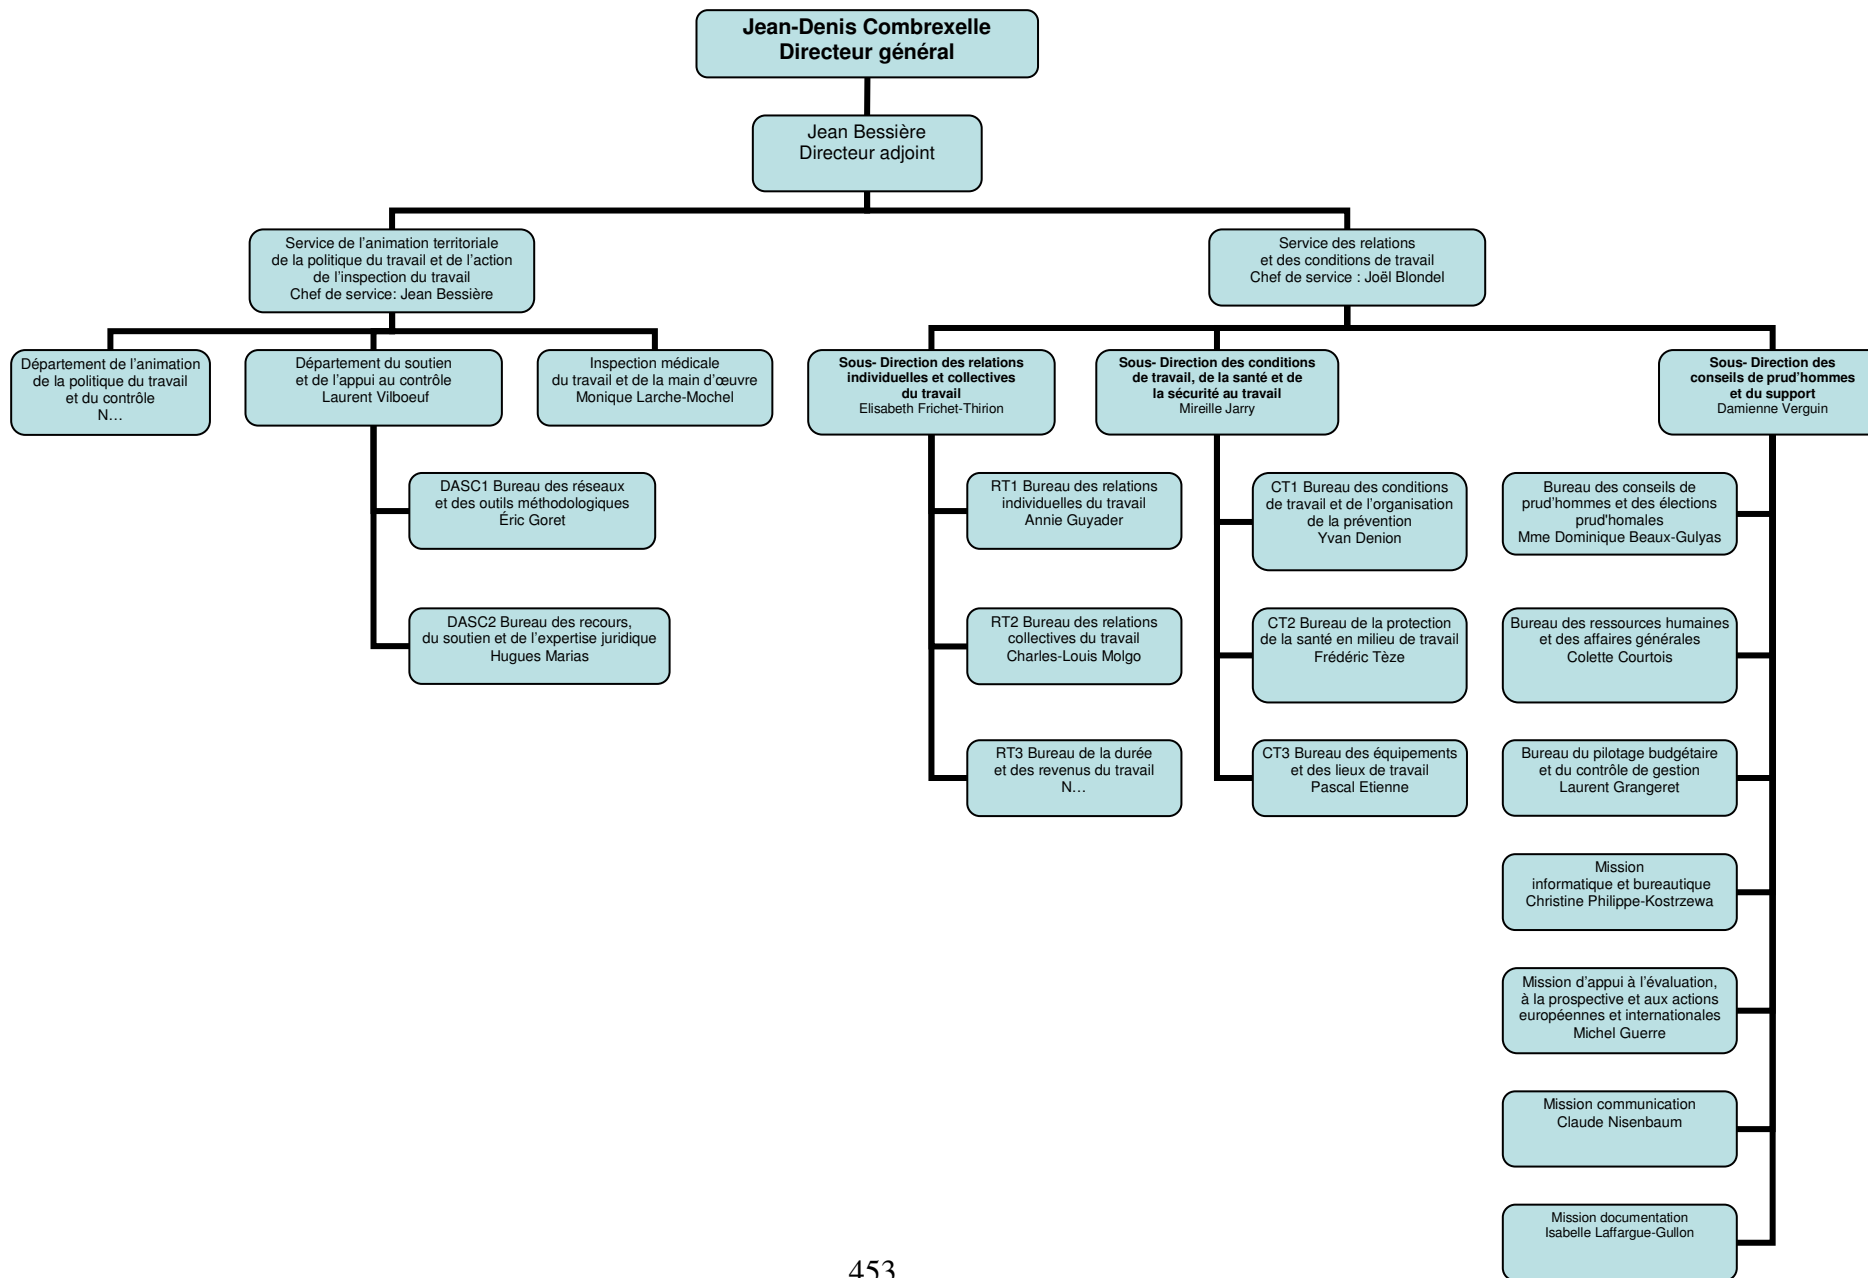 Jean-Denis Combrexelle
Directeur général
Jean Bessière
Directeur adjoint
Service de l'animation territoriale
de la politique du travail et de l'action
de l'inspection du travail
Chef de service: Jean Bessière
Service des relations
et des conditions de travail
Chef de service : Joël Blondel
Département de l'animation
de la politique du travail
et du contrôle
N…
Département du soutien
et de l'appui au contrôle
Laurent Vilboeuf
Inspection médicale
du travail et de la main d'œuvre
Monique Larche-Mochel
Sous- Direction des relations
individuelles et collectives
du travail
Elisabeth Frichet-Thirion
Sous- Direction des conditions
de travail, de la santé et de
la sécurité au travail
Mireille Jarry
Sous- Direction des
conseils de prud'hommes
et du support
Damienne Verguin
DASC1 Bureau des réseaux
et des outils méthodologiques
Éric Goret
DASC2 Bureau des recours,
du soutien et de l'expertise juridique
Hugues Marias
RT1 Bureau des relations
individuelles du travail
Annie Guyader
RT2 Bureau des relations
collectives du travail
Charles-Louis Molgo
RT3 Bureau de la durée
et des revenus du travail
N…
CT1 Bureau des conditions
de travail et de l'organisation
de la prévention
Yvan Denion
CT2 Bureau de la protection
de la santé en milieu de travail
Frédéric Tèze
CT3 Bureau des équipements
et des lieux de travail
Pascal Etienne
Bureau des conseils de
prud'hommes et des élections
prud'homales
Mme Dominique Beaux-Gulyas
Bureau des ressources humaines
et des affaires générales
Colette Courtois
Bureau du pilotage budgétaire
et du contrôle de gestion
Laurent Grangeret
Mission
informatique et bureautique
Christine Philippe-Kostrzewa
Mission d'appui à l'évaluation,
à la prospective et aux actions
européennes et internationales
Michel Guerre
Mission communication
Claude Nisenbaum
Mission documentation
Isabelle Laffargue-Gullon
453